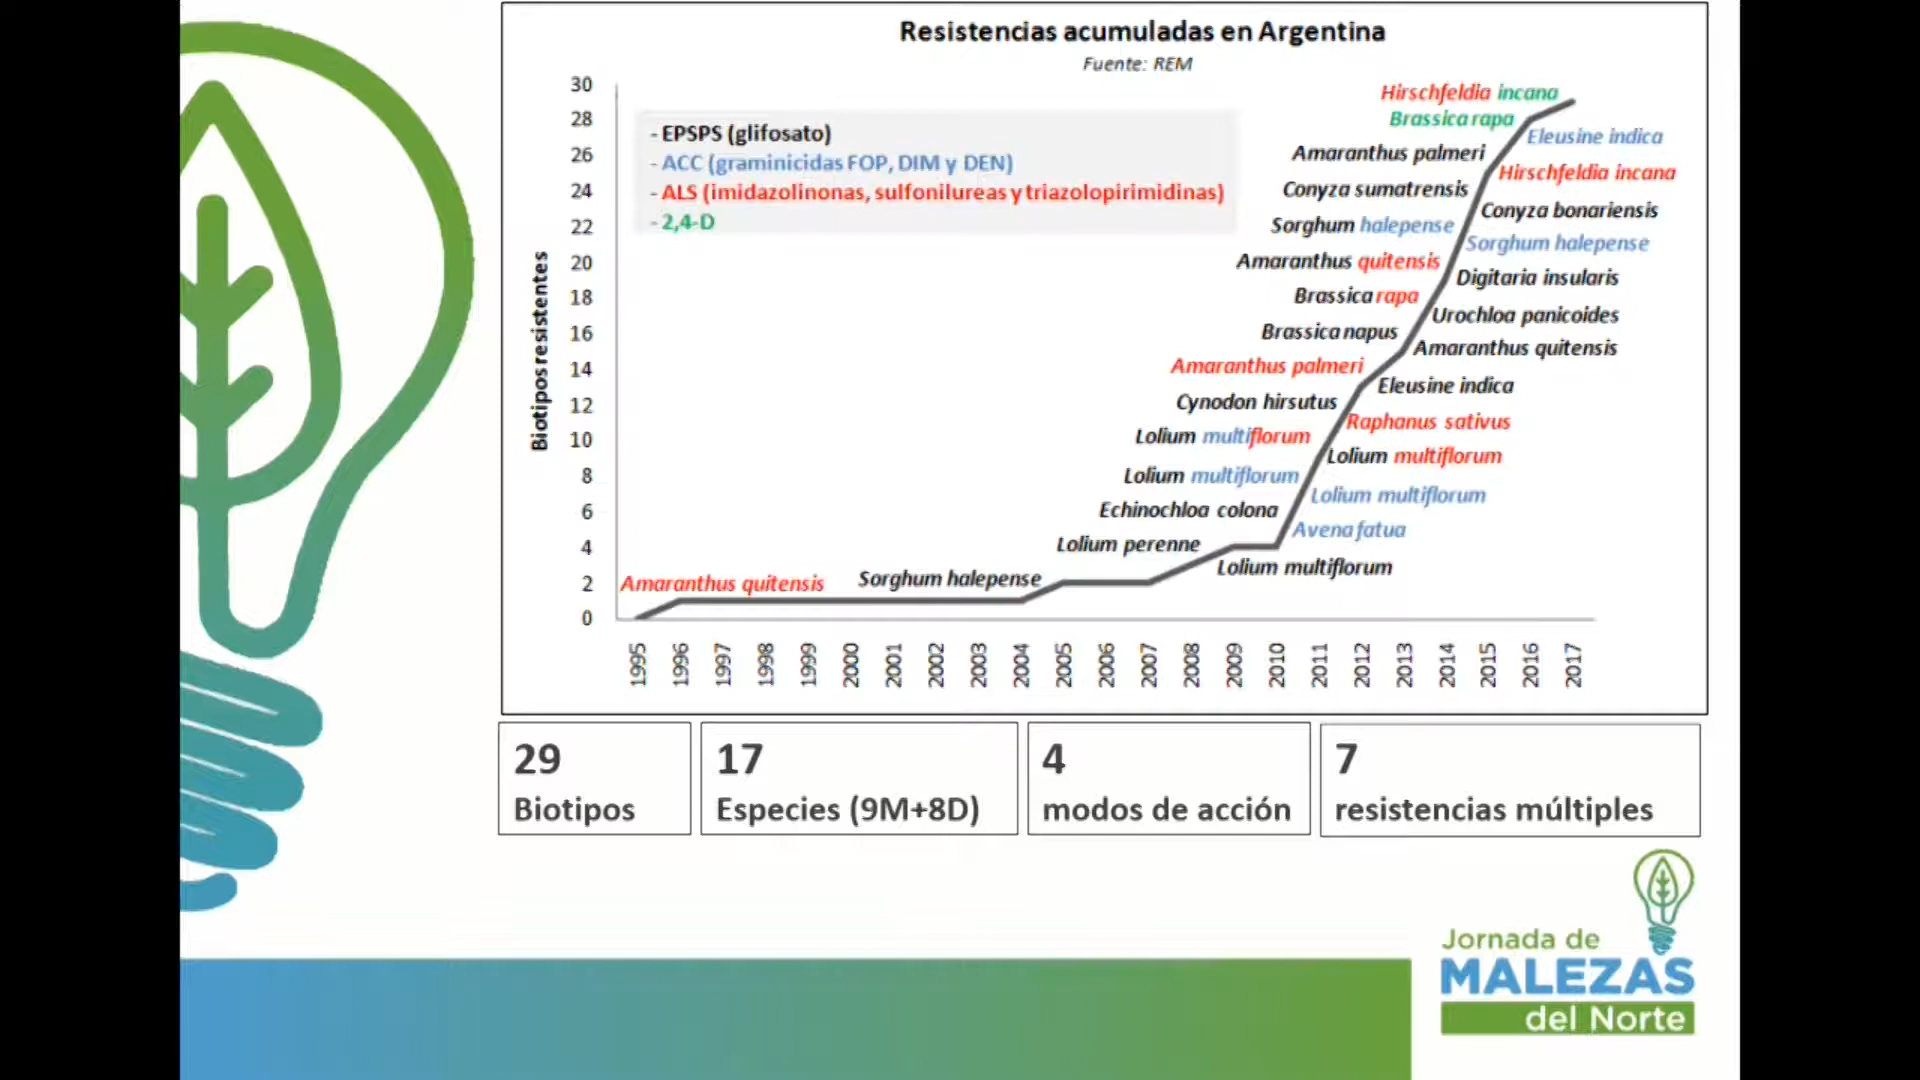 Resistencias acumuladas en Argentina
Fuente: REM
- EPSPS (glifosato)
- ACC (graminicidas FOP, DIM y DEN)
- ALS (imidazolinonas, sulfonilureas y triazolopirimidinas)
- 2,4-D
Biotipos resistentes
30
28
26
24
22
20
18
16
14
12
10
8
6
4
2
0
Hirschfeldia incana
Brassica rapa
Eleusine indica
Amaranthus palmeri
Hirschfeldia incana
Conyza sumatrensis
Conyza bonariensis
Sorghum halepense
Sorghum halepense
Amaranthus quitensis
Digitaria insularis
Brassica rapa
Urochloa panicoides
Brassica napus
Amaranthus quitensis
Amaranthus palmeri
Eleusine indica
Cynodon hirsutus
Raphanus sativus
Lolium multiflorum
Lolium multiflorum
Lolium multiflorum
Lolium multiflorum
Echinochloa colona
Avena fatua
Lolium perenne
Lolium multiflorum
Amaranthus quitensis
Sorghum halepense
1995 1996 1997 1998 1999 2000 2001 2002 2003 2004 2005 2006 2007 2008 2009 2010 2011 2012 2013 2014 2015 2016 2017
29
Biotipos
17
Especies (9M+8D)
4
modos de acción
7
resistencias múltiples
Jornada de
MALEZAS
del Norte